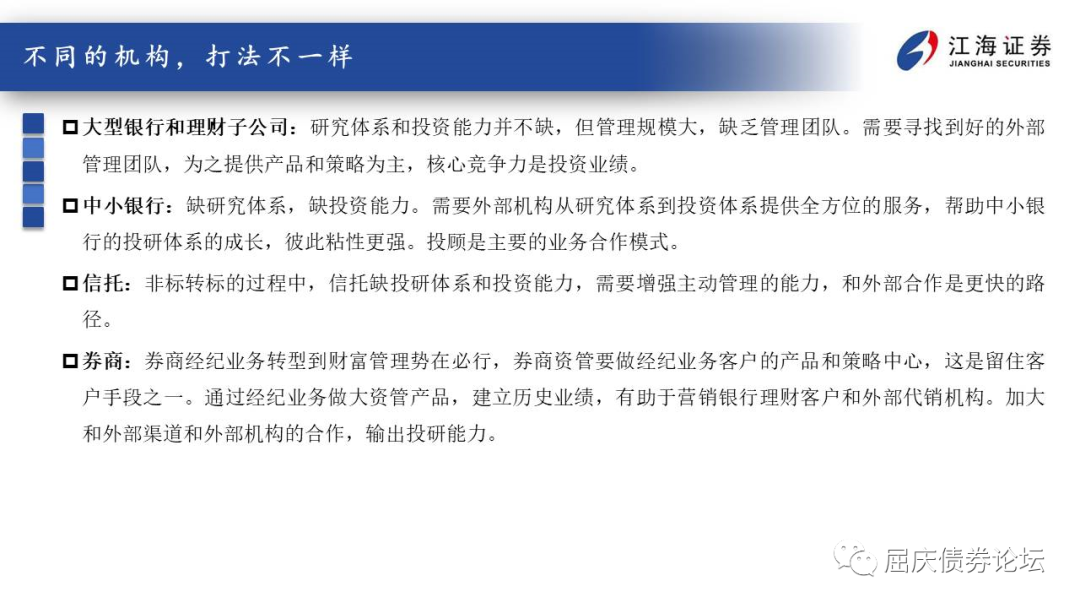 不同的机构，打法不一样
江海证券
JIANGHAI SECURITIES
大型银行和理财子公司：研究体系和投资能力并不缺，但管理规模大，缺乏管理团队。需要寻找到好的外部
管理团队，为之提供产品和策略为主，核心竞争力是投资业绩。
中小银行：缺研究体系，缺投资能力。需要外部机构从研究体系到投资体系提供全方位的服务，帮助中小银
行的投研体系的成长，彼此粘性更强。投顾是主要的业务合作模式。
信托：非标转标的过程中，信托缺投研体系和投资能力，需要增强主动管理的能力，和外部合作是更快的路
径。
券商：券商经纪业务转型到财富管理势在必行，券商资管要做经纪业务客户的产品和策略中心，这是留住客
户手段之一。通过经纪业务做大资管产品，建立历史业绩，有助于营销银行理财客户和外部代销机构。加大
和外部渠道和外部机构的合作，输出投研能力。
屈庆债券论坛